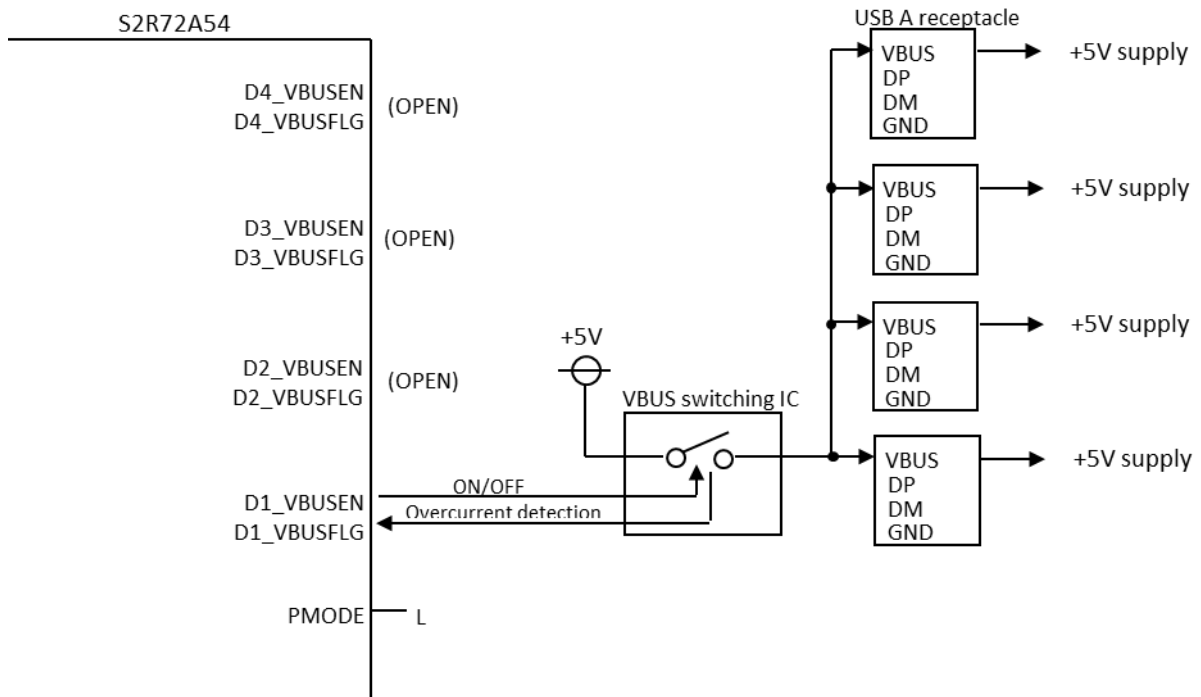 S2R72A54
USB A receptacle
D4_VBUSEN
D4_VBUSFLG
(OPEN)
VBUS
DP
DM
GND
+5V supply
D3_VBUSEN
D3_VBUSFLG
(OPEN)
VBUS
DP
DM
GND
+5V supply
D2_VBUSEN
D2_VBUSFLG
(OPEN)
+5V
VBUS switching IC
VBUS
DP
DM
GND
+5V supply
D1_VBUSEN
D1_VBUSFLG
ON/OFF
Overcurrent detection
VBUS
DP
DM
GND
+5V supply
PMODE
L